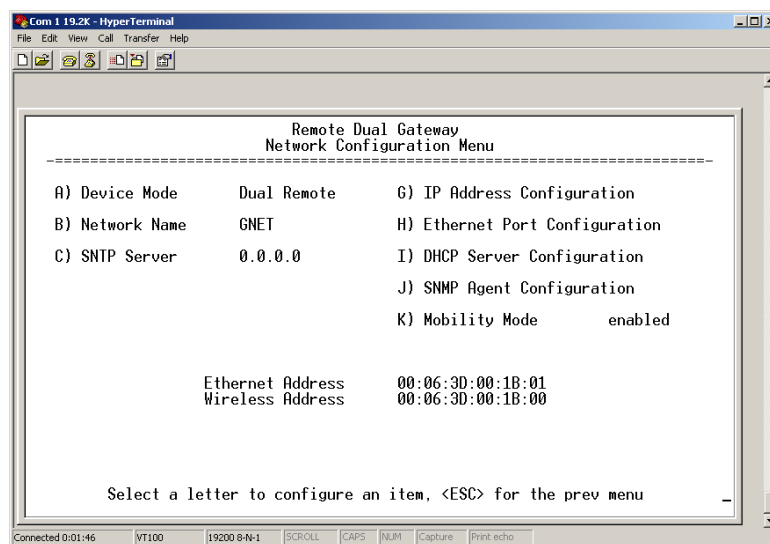 Com 1 19.2K - HyperTerminal
File Edit View Call Transfer Help
Remote Dual Gateway
Network Configuration Menu
-==========================================================================-
A) Device Mode Dual Remote G) IP Address Configuration
B) Network Name GNET H) Ethernet Port Configuration
C) SNTP Server 0.0.0.0 I) DHCP Server Configuration
J) SNMP Agent Configuration
K) Mobility Mode enabled
Ethernet Address 00:06:3D:00:1B:01
Wireless Address 00:06:3D:00:1B:00
Select a letter to configure an item, <ESC> for the prev menu _
Connected 0:01:46 VT100 19200 8-N-1 SCROLL CAPS NUM Capture Print echo